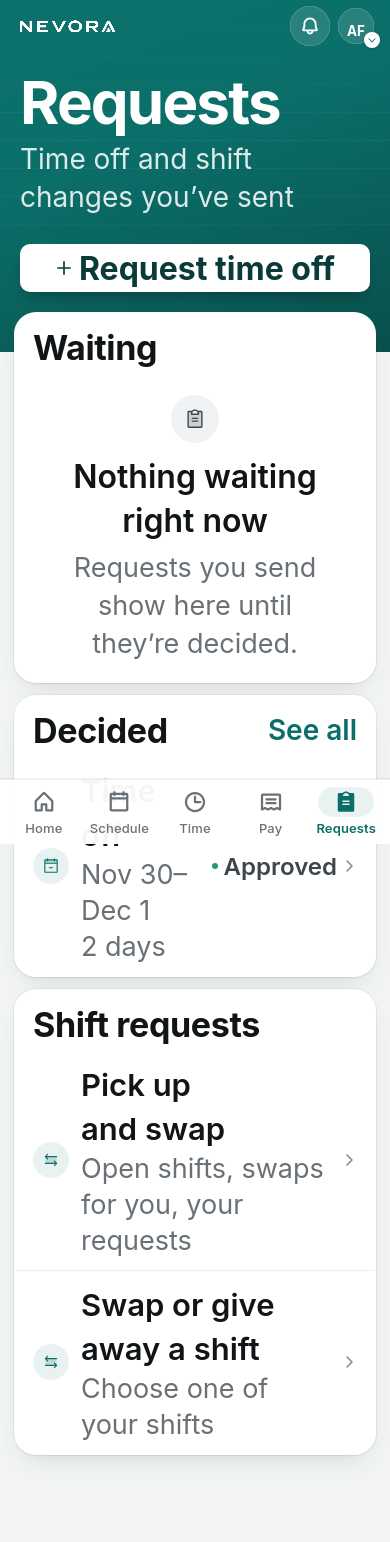 NEVORA
AF
Requests
Time off and shift
changes you’ve sent
+ Request time off
Waiting
Nothing waiting
right now
Requests you send
show here until
they’re decided.
Decided
See all
Time
off
Nov 30–
Dec 1
2 days
Approved
Home
Schedule
Time
Pay
Requests
Shift requests
Pick up
and swap
Open shifts, swaps
for you, your
requests
Swap or give
away a shift
Choose one of
your shifts